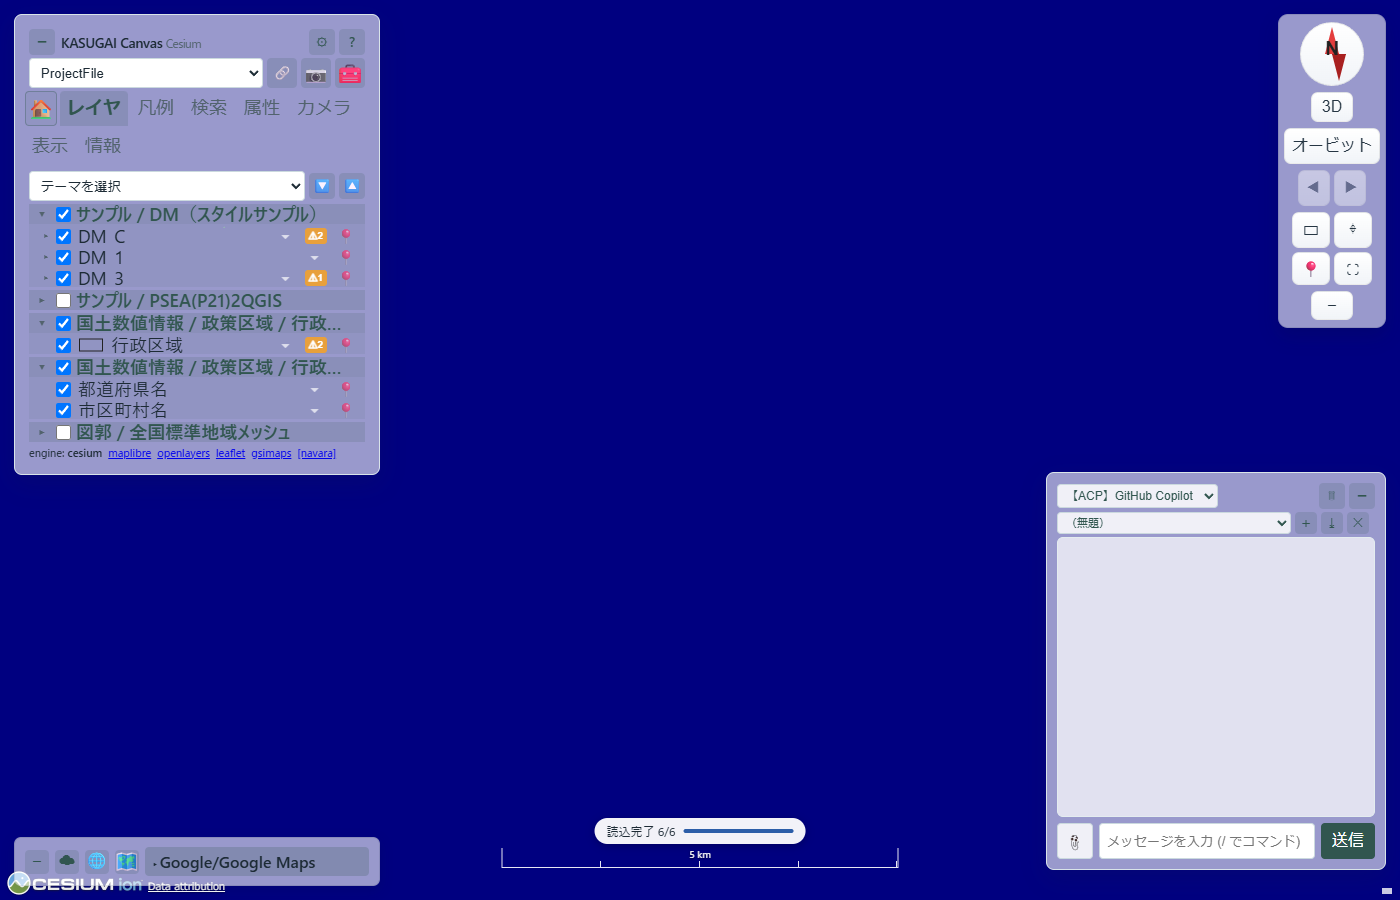 KASUGAI Canvas Cesium
ProjectFile
レイヤ 凡例 検索 属性 カメラ
表示 情報
テーマを選択
サンプル / DM（スタイルサンプル）
DM C 2
DM 1
DM 3 1
サンプル / PSEA(P21)2QGIS
国土数値情報 / 政策区域 / 行政...
行政区域 2
国土数値情報 / 政策区域 / 行政...
都道府県名
市区町村名
図郭 / 全国標準地域メッシュ
engine: cesium maplibre openlayers leaflet gsimaps [navara]
N
3D
オービット
【ACP】GitHub Copilot
（無題）
メッセージを入力 (/ でコマンド)
送信
読込完了 6/6
5 km
Google/Google Maps
CESIUM ion Data attribution